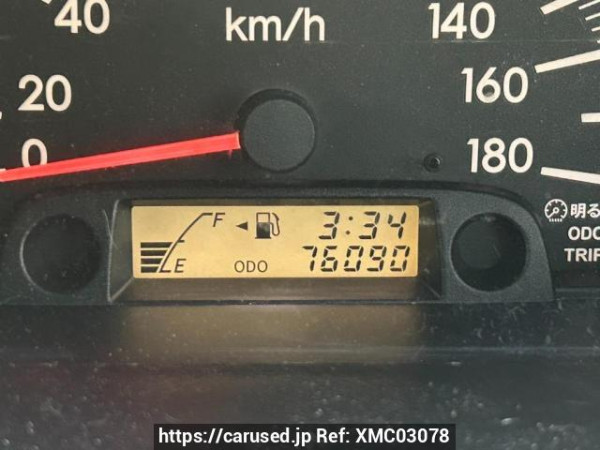 40
km/h
140
20
160
0
180
F
3:34
E
ODO
76090
明る
ODO
TRIP
https://carused.jp Ref: XMC03078